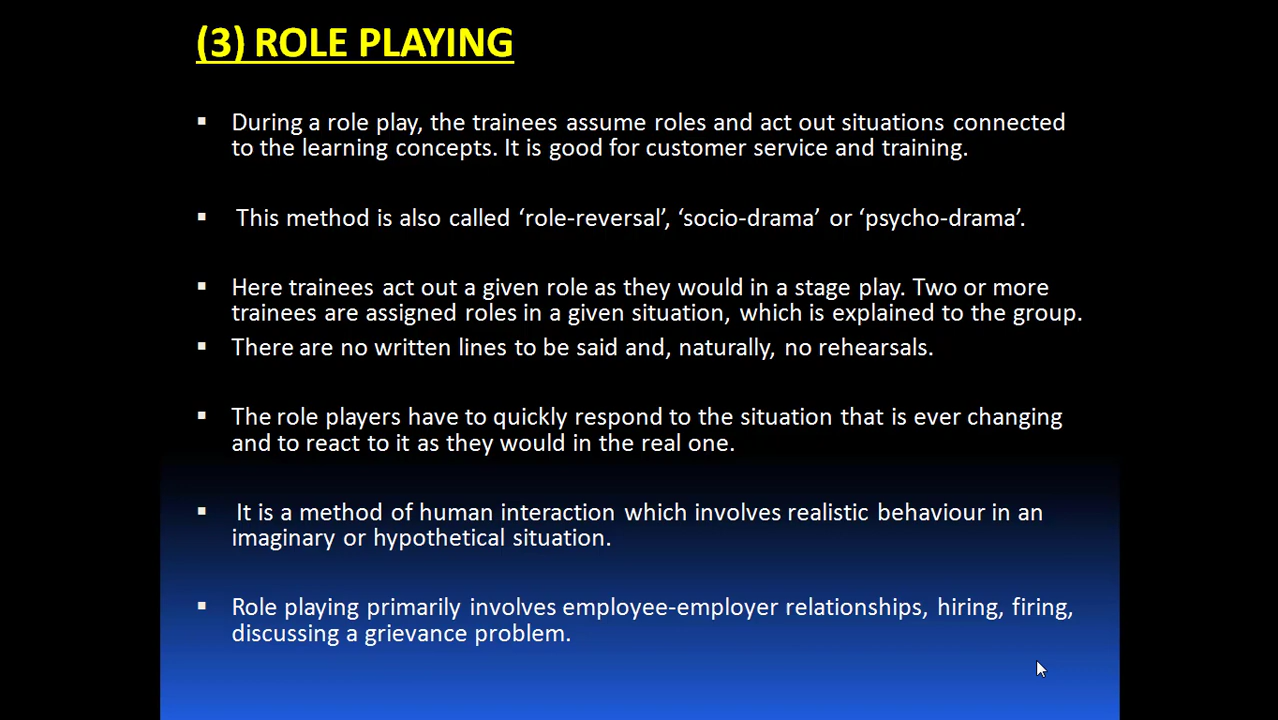 (3) ROLE PLAYING
▪ During a role play, the trainees assume roles and act out situations connected
to the learning concepts. It is good for customer service and training.
▪ This method is also called ‘role-reversal’, ‘socio-drama’ or ‘psycho-drama’.
▪ Here trainees act out a given role as they would in a stage play. Two or more
trainees are assigned roles in a given situation, which is explained to the group.
▪ There are no written lines to be said and, naturally, no rehearsals.
▪ The role players have to quickly respond to the situation that is ever changing
and to react to it as they would in the real one.
▪ It is a method of human interaction which involves realistic behaviour in an
imaginary or hypothetical situation.
▪ Role playing primarily involves employee-employer relationships, hiring, firing,
discussing a grievance problem.